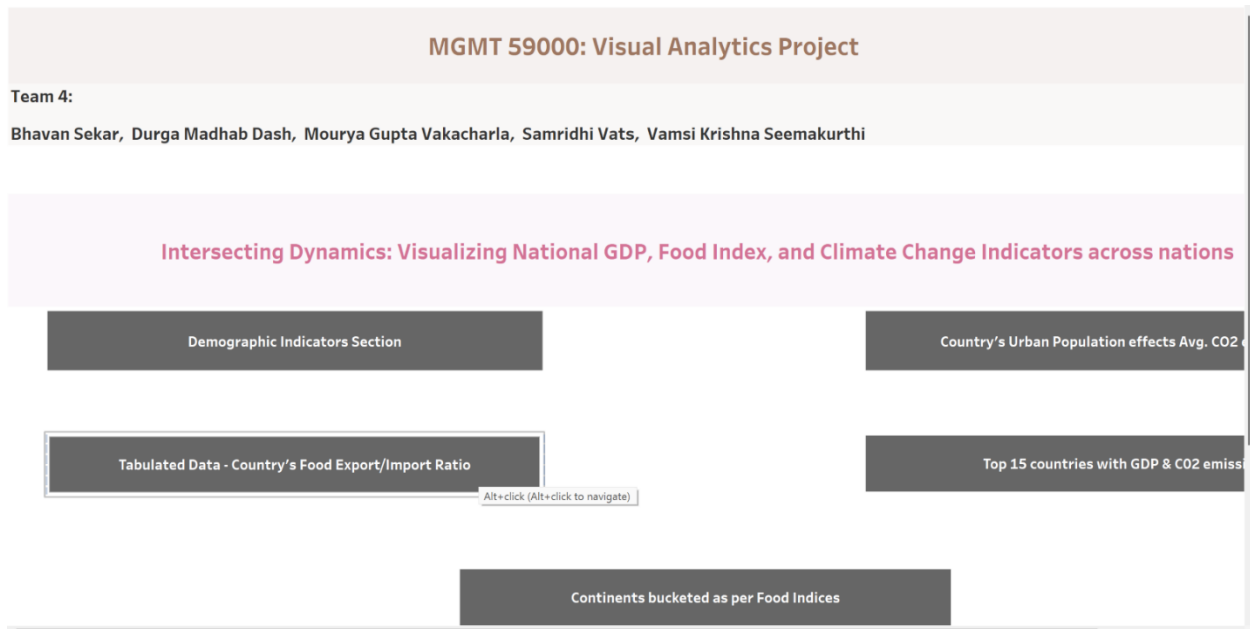 MGMT 59000: Visual Analytics Project
Team 4:
Bhavan Sekar, Durga Madhab Dash, Mourya Gupta Vakacharla, Samridhi Vats, Vamsi Krishna Seemakurthi
Intersecting Dynamics: Visualizing National GDP, Food Index, and Climate Change Indicators across nations
Demographic Indicators Section
Country's Urban Population effects Avg. CO2
Tabulated Data - Country's Food Export/Import Ratio
Top 15 countries with GDP & C02 emissi
Alt+click (Alt+click to navigate)
Continents bucketed as per Food Indices